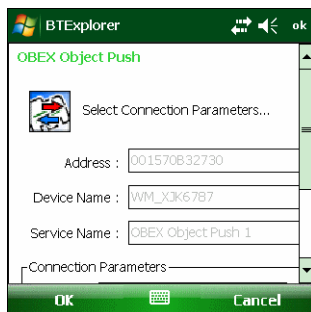 BTExplorer
ok
OBEX Object Push
Select Connection Parameters...
Address : 001570B32730
Device Name : WM_XJK67B7
Service Name : OBEX Object Push 1
Connection Parameters
OK
Cancel